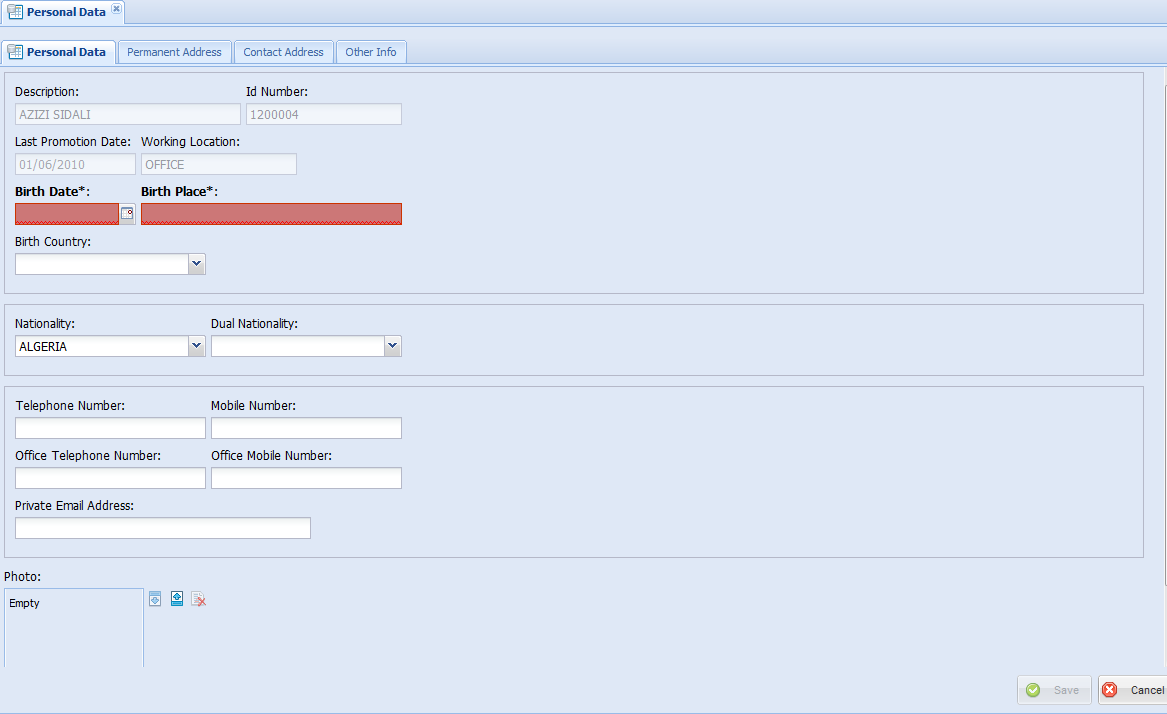 Personal Data
Personal Data Permanent Address Contact Address Other Info
Description: Id Number:
AZIZI SIDALI 1200004
Last Promotion Date: Working Location:
01/06/2010 OFFICE
Birth Date*: Birth Place*:
Birth Country:
Nationality: Dual Nationality:
ALGERIA
Telephone Number: Mobile Number:
Office Telephone Number: Office Mobile Number:
Private Email Address:
Photo:
Empty
Save Cancel